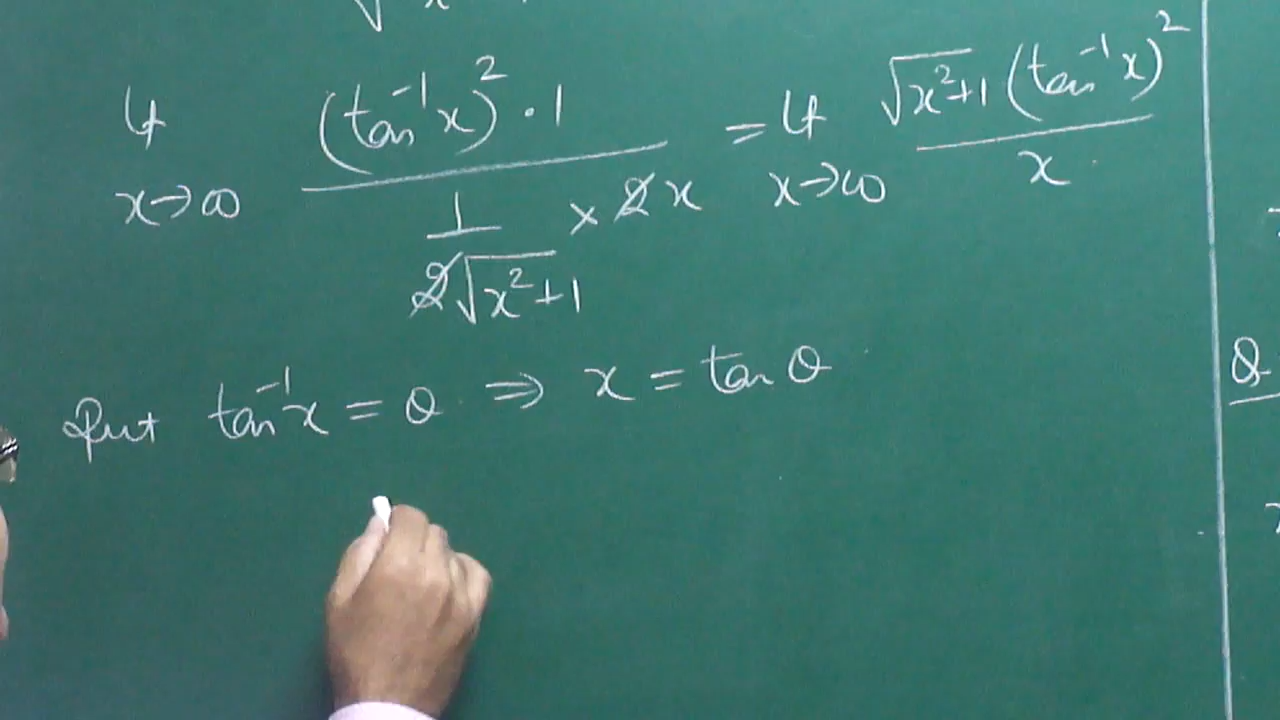 √x
Lt x→∞ (tan⁻¹x)² · 1 / (1/(2√(x²+1)) × 2x) = Lt x→∞ √(x²+1) (tan⁻¹x)² / x
Put tan⁻¹x = θ ⇒ x = tan θ
Q